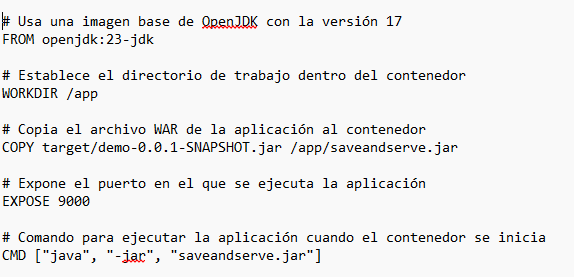 # Usa una imagen base de OpenJDK con la versión 17
FROM openjdk:23-jdk
# Establece el directorio de trabajo dentro del contenedor
WORKDIR /app
# Copia el archivo WAR de la aplicación al contenedor
COPY target/demo-0.0.1-SNAPSHOT.jar /app/saveandserve.jar
# Expone el puerto en el que se ejecuta la aplicación
EXPOSE 9000
# Comando para ejecutar la aplicación cuando el contenedor se inicia
CMD ["java", "-jar", "saveandserve.jar"]